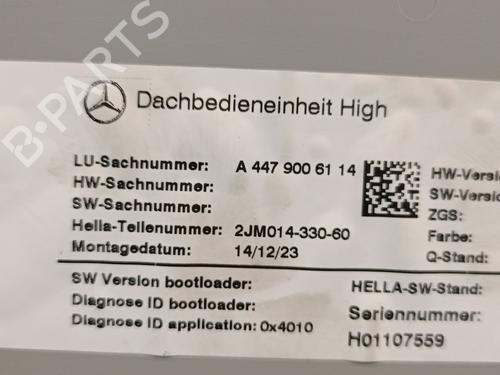 B-PARTS
Dachbedieneinheit High
LU-Sachnummer: A 447 900 61 14
HW-Sachnummer:
SW-Sachnummer:
Hella-Teilenummer: 2JM014-330-60
Montagedatum: 14/12/23
HW-Versio
SW-Versio
ZGS:
Farbe:
Q-Stand:
SW Version bootloader:
Diagnose ID bootloader:
Diagnose ID application: 0x4010
HELLA-SW-Stand:
Seriennummer:
H01107559